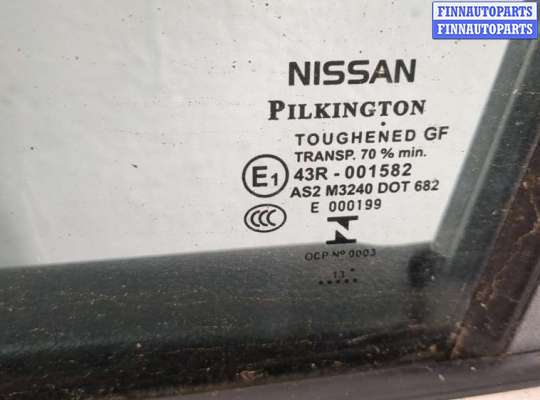 FINNAUTOPARTS
FINNAUTOPARTS
NISSAN
PILKINGTON
TOUGHENED GF
TRANSP. 70 % min.
E1 43R - 001582
AS2 M3240 DOT 682
CCC E 000199
N
OCP Nº 0003
13